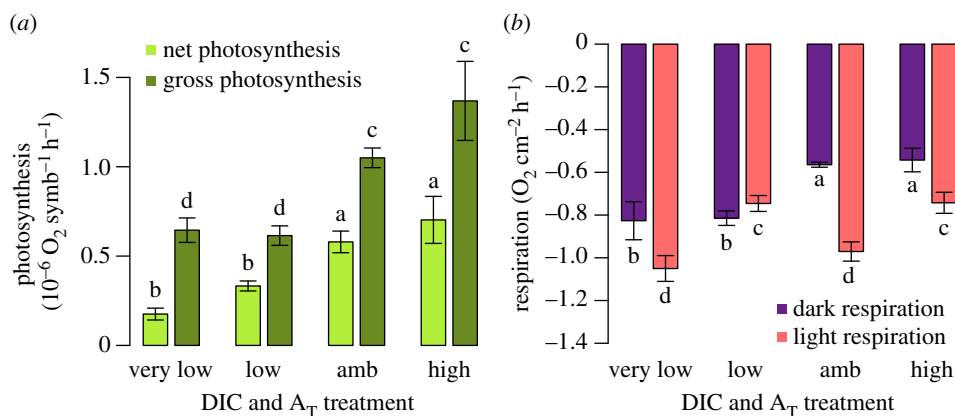 (a)
net photosynthesis
gross photosynthesis
photosynthesis
(10⁻⁶ O₂ symb⁻¹ h⁻¹)
1.5
1.0
0.5
0
b
d
b
d
a
c
a
c
very low
low
amb
high
DIC and A_T treatment
(b)
respiration (O₂ cm⁻² h⁻¹)
0
−0.2
−0.4
−0.6
−0.8
−1.0
−1.2
−1.4
b
d
b
c
a
d
a
c
dark respiration
light respiration
very low
low
amb
high
DIC and A_T treatment